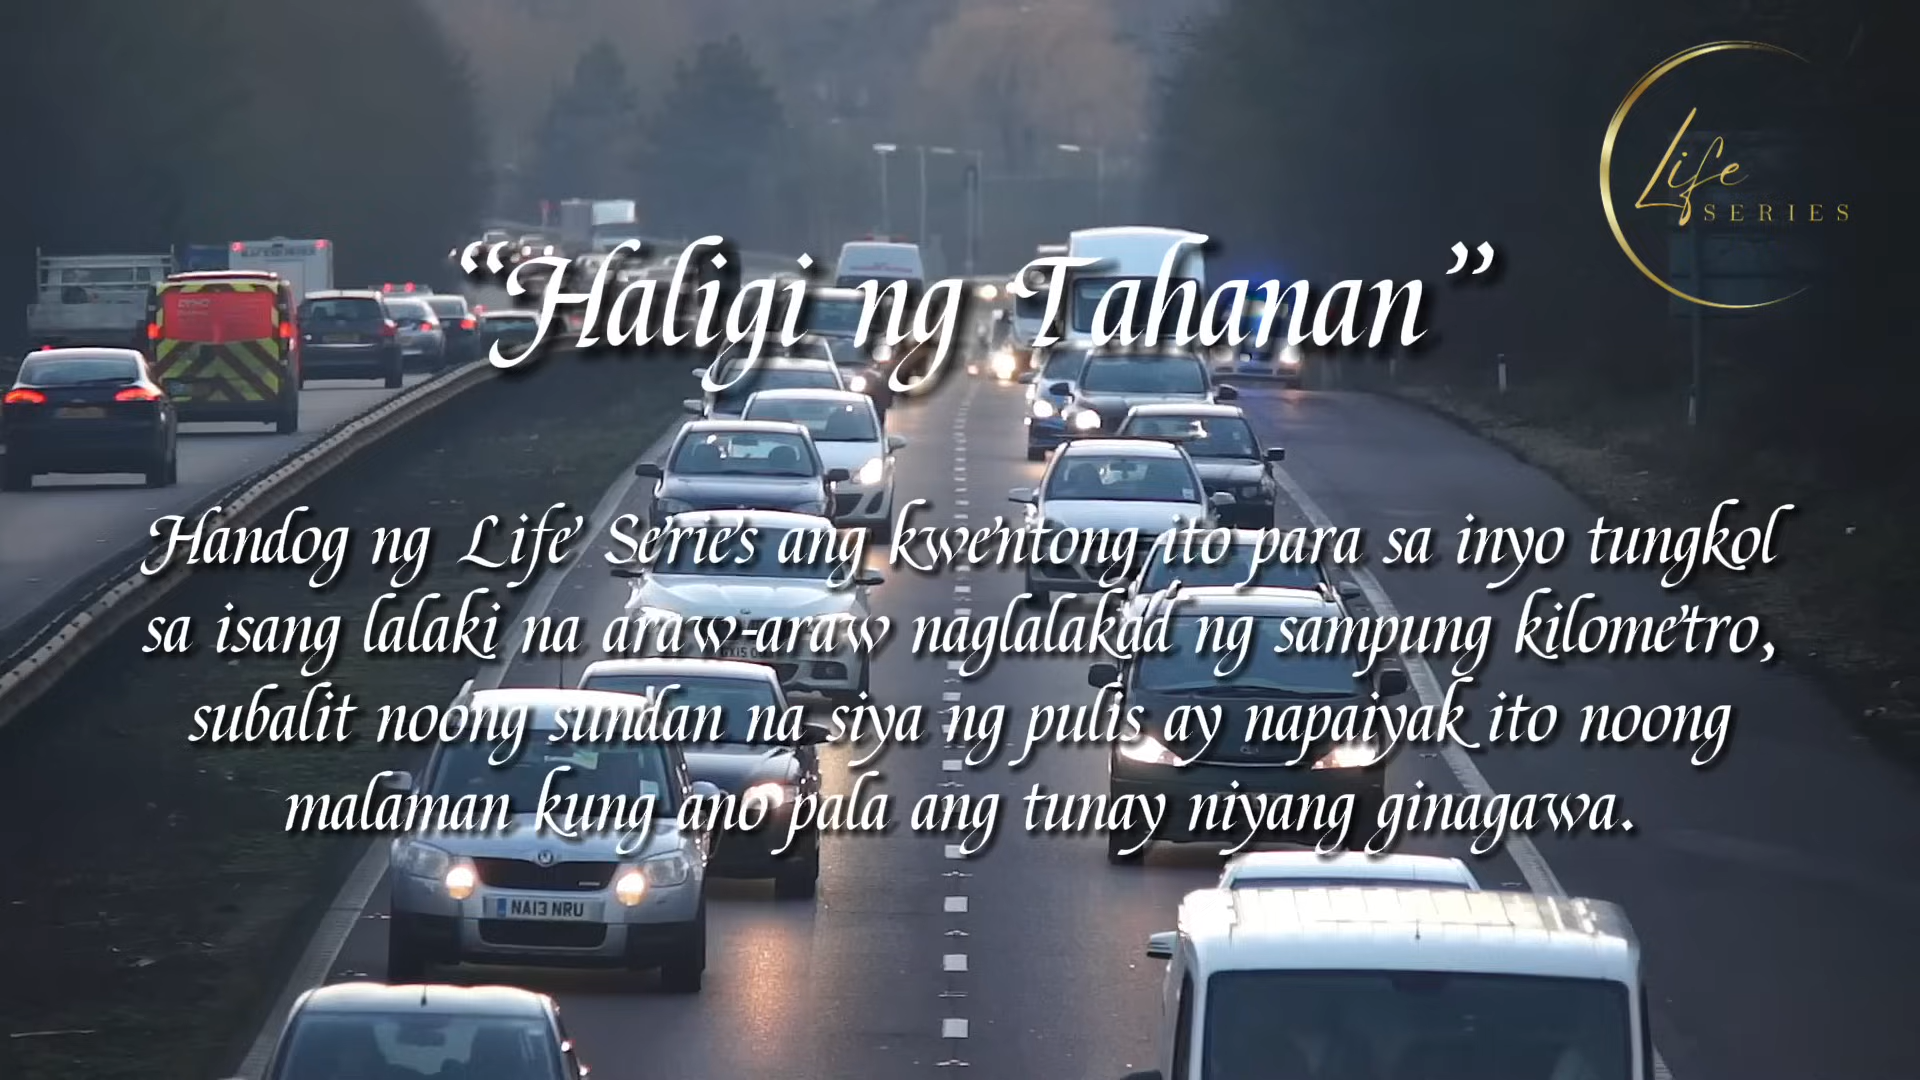 Life
SERIES
“Haligi ng Tahanan”
Handog ng Life Series ang kwentong ito para sa inyo tungkol
sa isang lalaki na araw-araw naglalakad ng sampung kilometro,
subalit noong sundan na siya ng pulis ay napaiyak ito noong
malaman kung ano pala ang tunay niyang ginagawa.
NA13 NRU